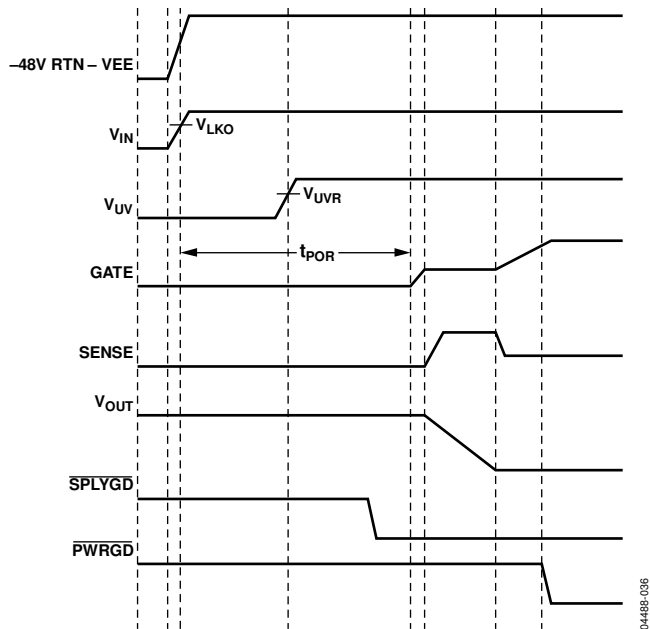 –48V RTN – VEE
VIN
VLKO
VUV
VUVR
tPOR
GATE
SENSE
VOUT
SPLYGD
PWRGD
04488-036